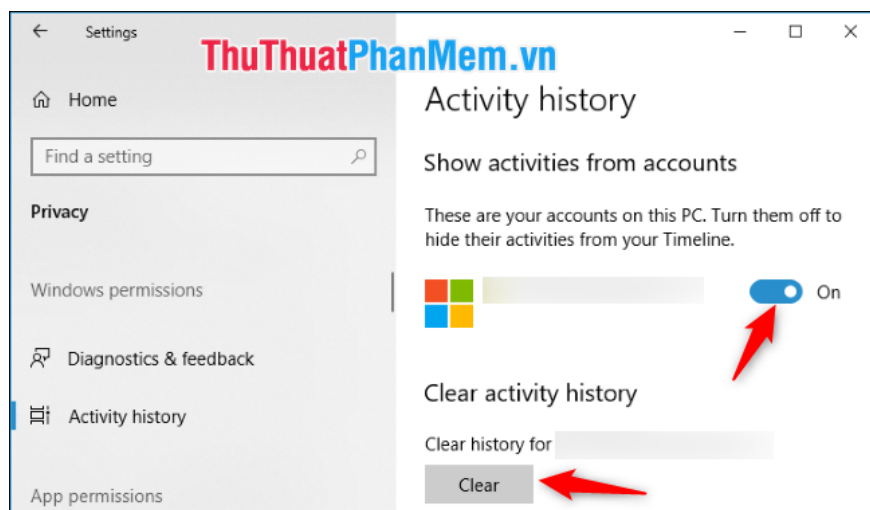 Settings
ThuThuatPhanMem.vn
Home
Find a setting
Privacy
Windows permissions
Diagnostics & feedback
Activity history
App permissions
Activity history
Show activities from accounts
These are your accounts on this PC. Turn them off to
hide their activities from your Timeline.
On
Clear activity history
Clear history for
Clear